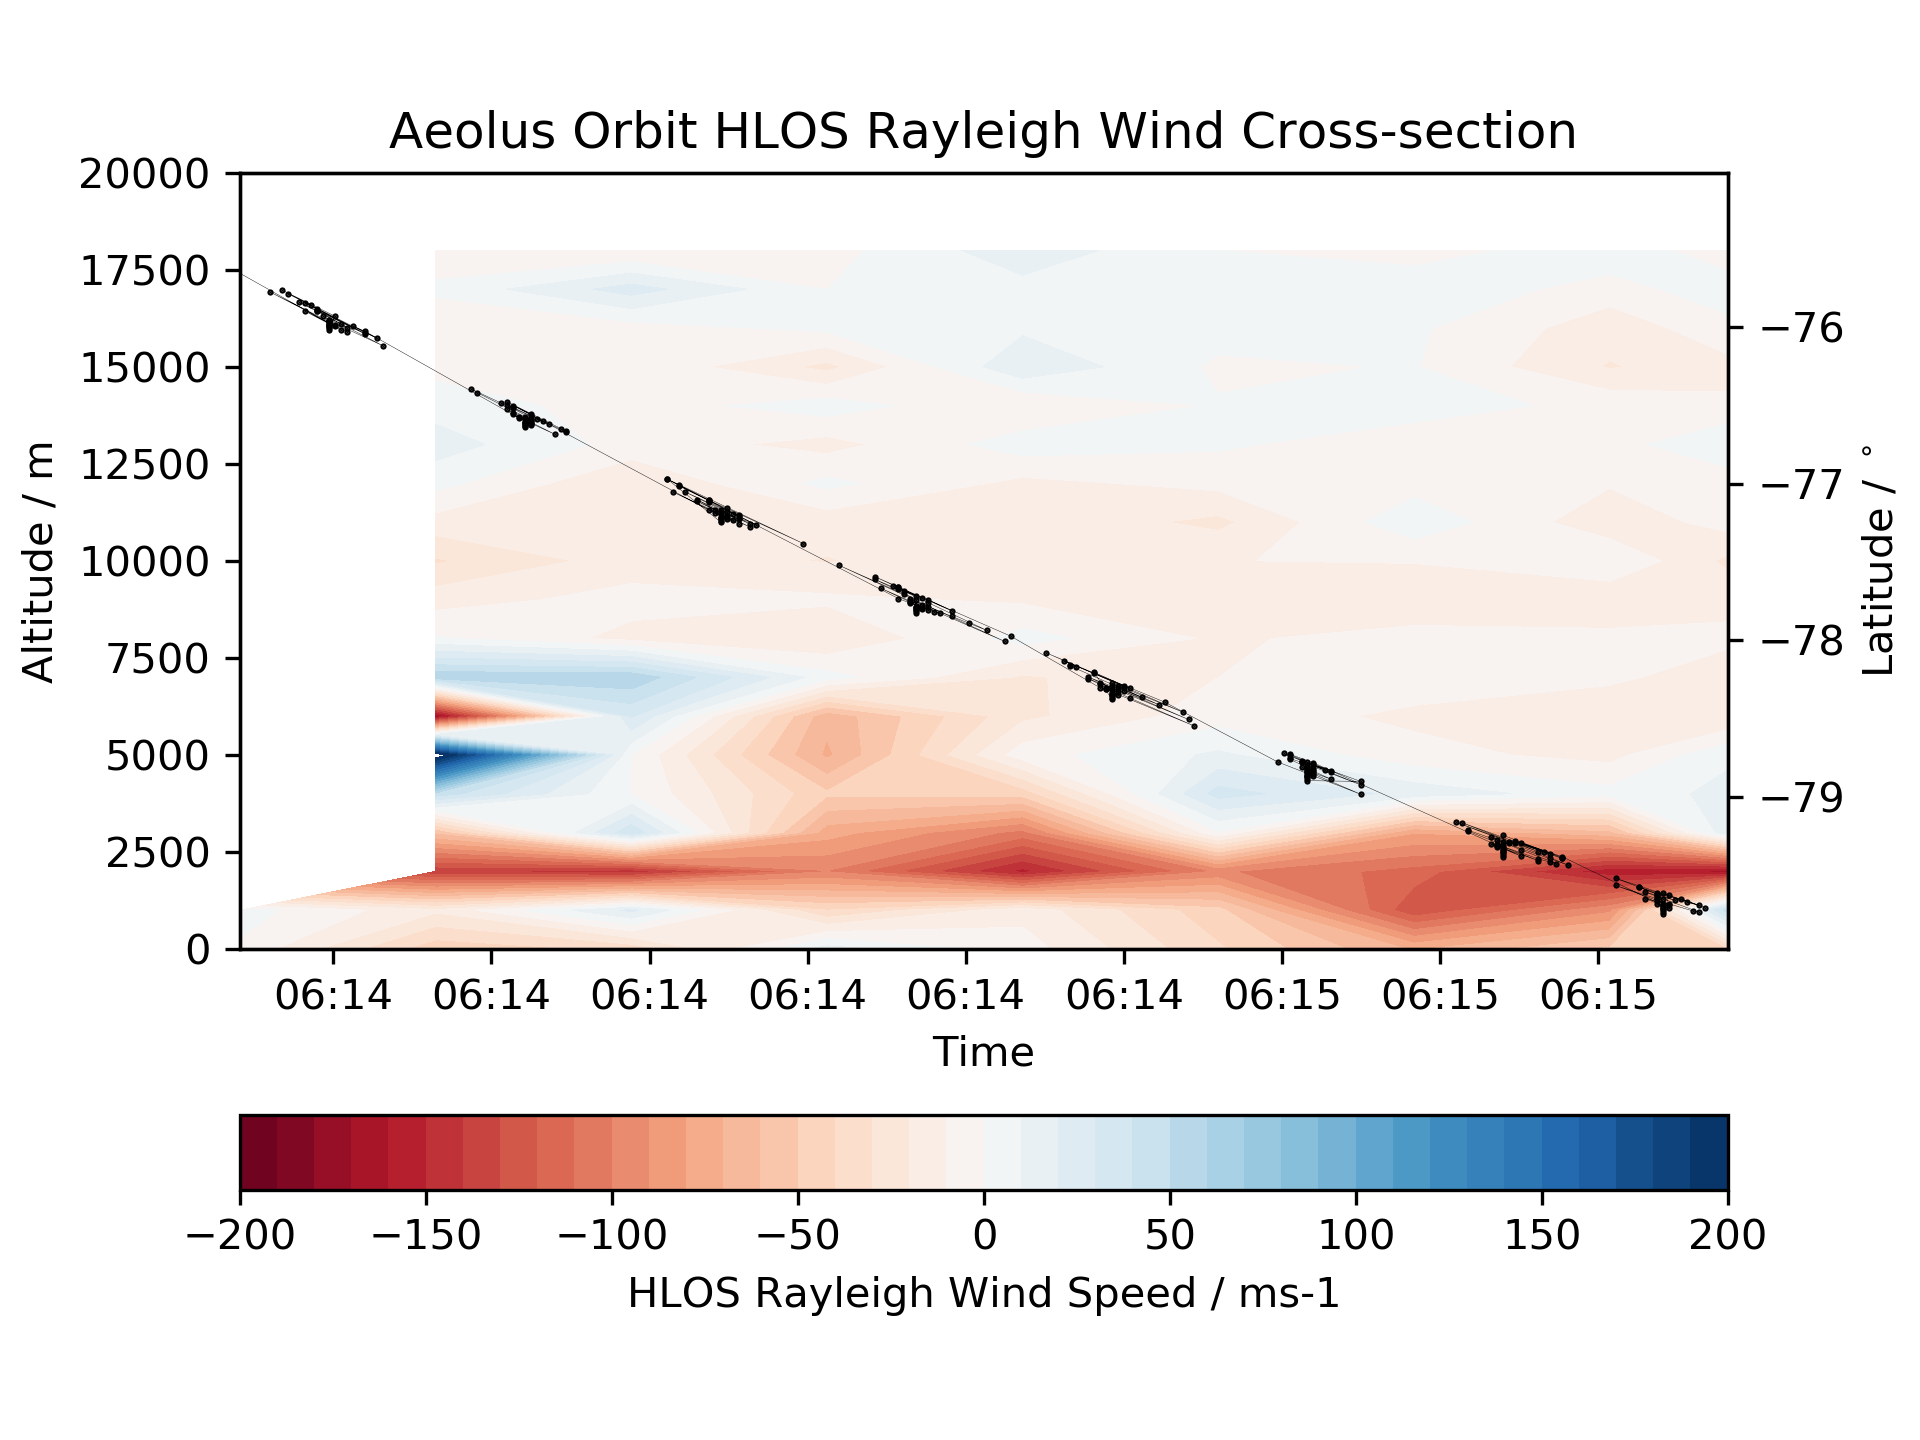 Aeolus Orbit HLOS Rayleigh Wind Cross-section
20000
17500
15000
12500
10000
7500
5000
2500
0
Altitude / m
−76
−77
−78
−79
Latitude / °
06:14 06:14 06:14 06:14 06:14 06:14 06:15 06:15 06:15
Time
−200 −150 −100 −50 0 50 100 150 200
HLOS Rayleigh Wind Speed / ms-1